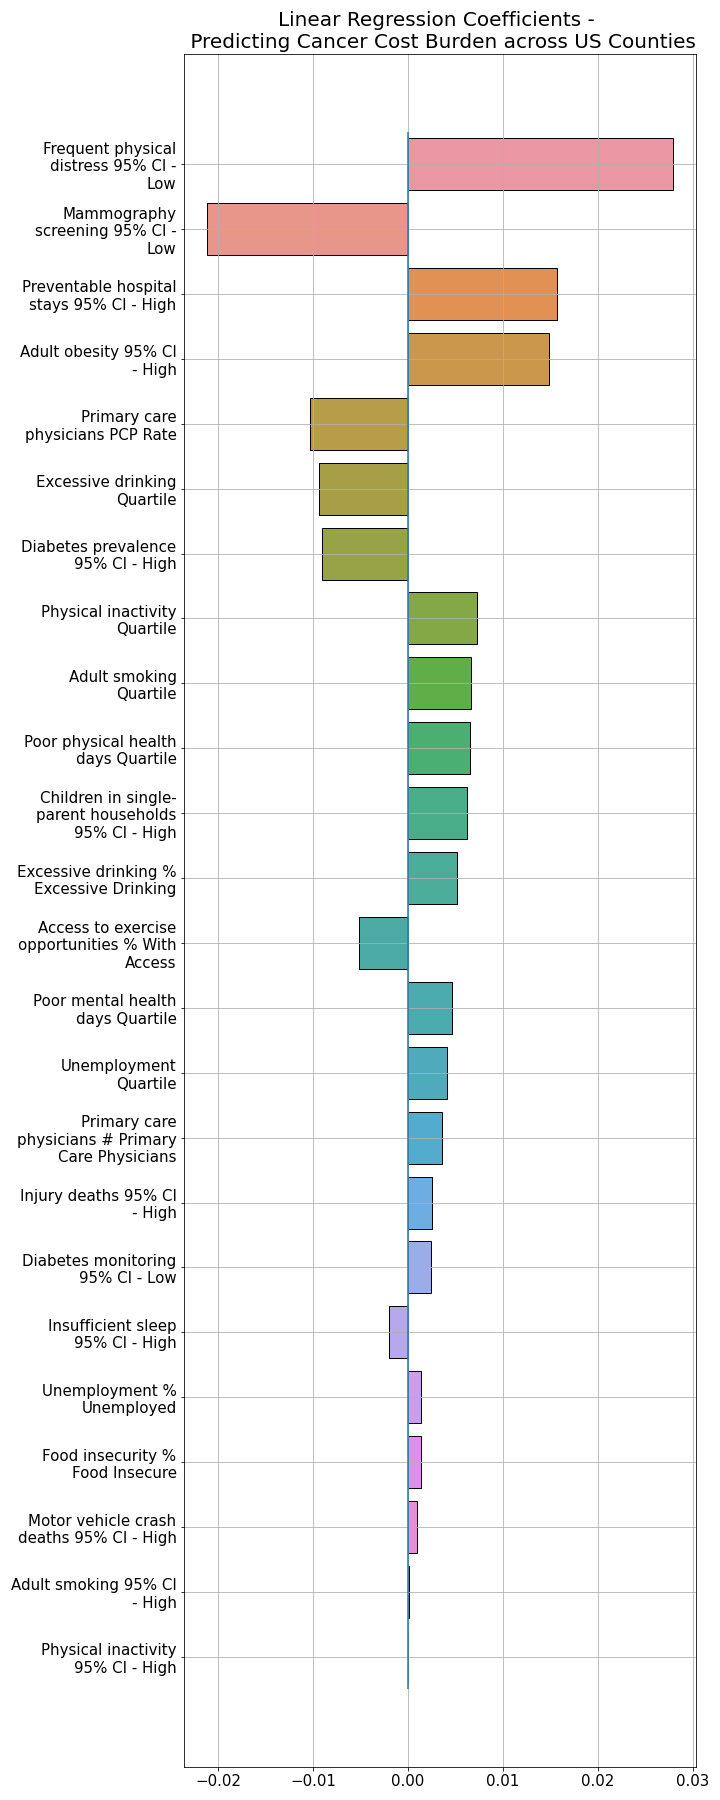 Linear Regression Coefficients -
Predicting Cancer Cost Burden across US Counties
Frequent physical
distress 95% CI -
Low
Mammography
screening 95% CI -
Low
Preventable hospital
stays 95% CI - High
Adult obesity 95% CI
- High
Primary care
physicians PCP Rate
Excessive drinking
Quartile
Diabetes prevalence
95% CI - High
Physical inactivity
Quartile
Adult smoking
Quartile
Poor physical health
days Quartile
Children in single-
parent households
95% CI - High
Excessive drinking %
Excessive Drinking
Access to exercise
opportunities % With
Access
Poor mental health
days Quartile
Unemployment
Quartile
Primary care
physicians # Primary
Care Physicians
Injury deaths 95% CI
- High
Diabetes monitoring
95% CI - Low
Insufficient sleep
95% CI - High
Unemployment %
Unemployed
Food insecurity %
Food Insecure
Motor vehicle crash
deaths 95% CI - High
Adult smoking 95% CI
- High
Physical inactivity
95% CI - High
−0.02 −0.01 0.00 0.01 0.02 0.03